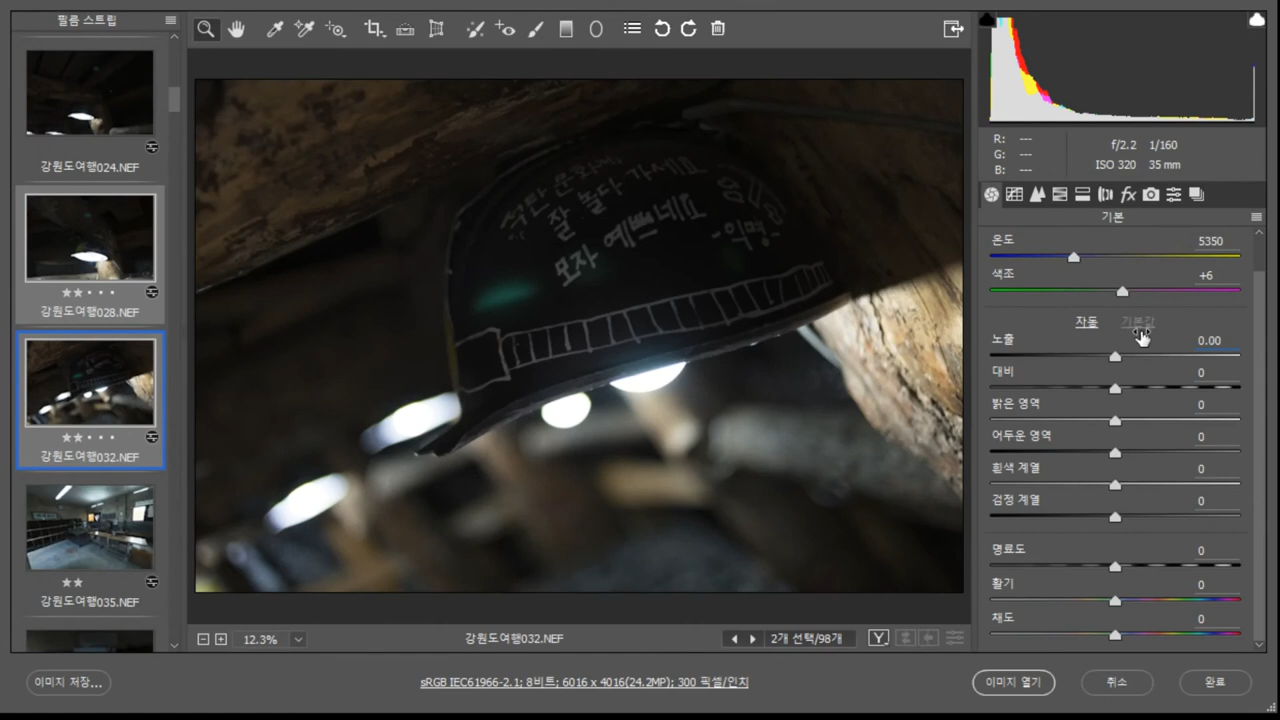 필름 스트립
강원도여행024.NEF
강원도여행028.NEF
강원도여행032.NEF
강원도여행035.NEF
석탄 문화
잘 놀다 가세요
모자 예쁘네요
-익명-
12.3%
강원도여행032.NEF
2개 선택/98개
Y
R: ---
G: ---
B: ---
f/2.2 1/160
ISO 320 35 mm
fx
기본
온도 5350
색조 +6
자동 기본값
노출 0.00
대비 0
밝은 영역 0
어두운 영역 0
흰색 계열 0
검정 계열 0
명료도 0
활기 0
채도 0
이미지 저장...
sRGB IEC61966-2.1; 8비트; 6016 x 4016(24.2MP); 300 픽셀/인치
이미지 열기
취소
완료